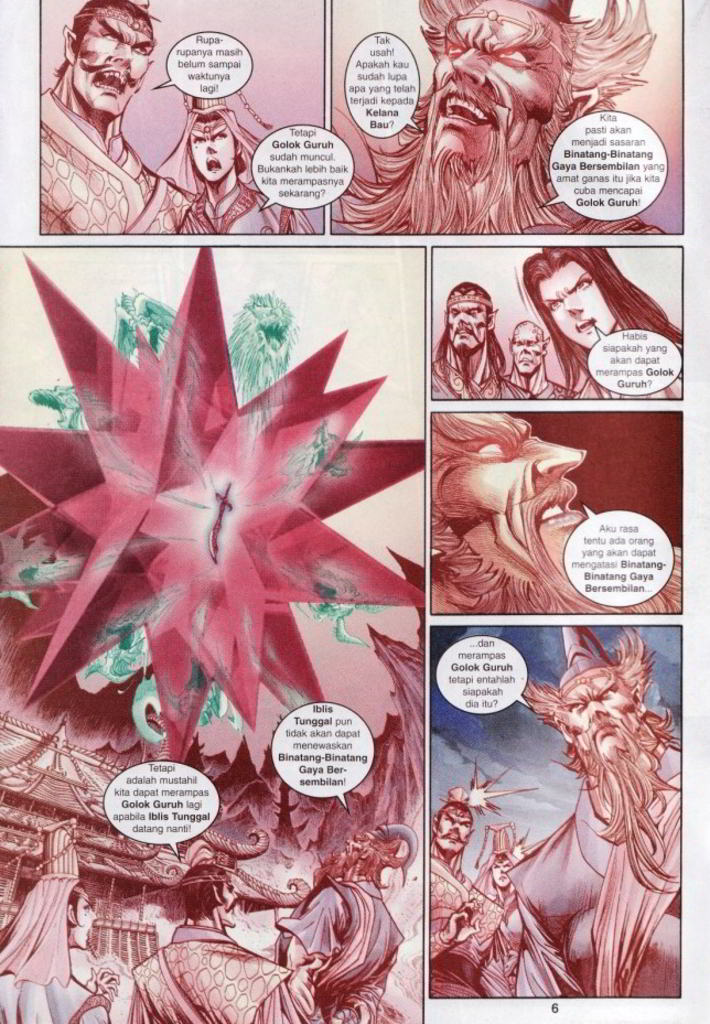 Rupa-
rupanya masih
belum sampai
waktunya
lagi!
Tetapi
Golok Guruh
sudah muncul.
Bukankah lebih baik
kita merampasnya
sekarang?
Tak
usah!
Apakah kau
sudah lupa
apa yang telah
terjadi kepada
Kelana
Bau?
Kita
pasti akan
menjadi sasaran
Binatang-Binatang
Gaya Bersembilan yang
amat ganas itu jika kita
cuba mencapai
Golok Guruh!
Tetapi
adalah mustahil
kita dapat merampas
Golok Guruh lagi
apabila Iblis Tunggal
datang nanti!
Iblis
Tunggal pun
tidak akan dapat
menewaskan
Binatang-Binatang
Gaya Ber-
sembilan!
Habis
siapakah yang
akan dapat
merampas Golok
Guruh?
Aku rasa
tentu ada orang
yang akan dapat
mengatasi Binatang-
Binatang Gaya
Bersembilan...
...dan
merampas
Golok Guruh
tetapi entahlah
siapakah
dia itu?
6